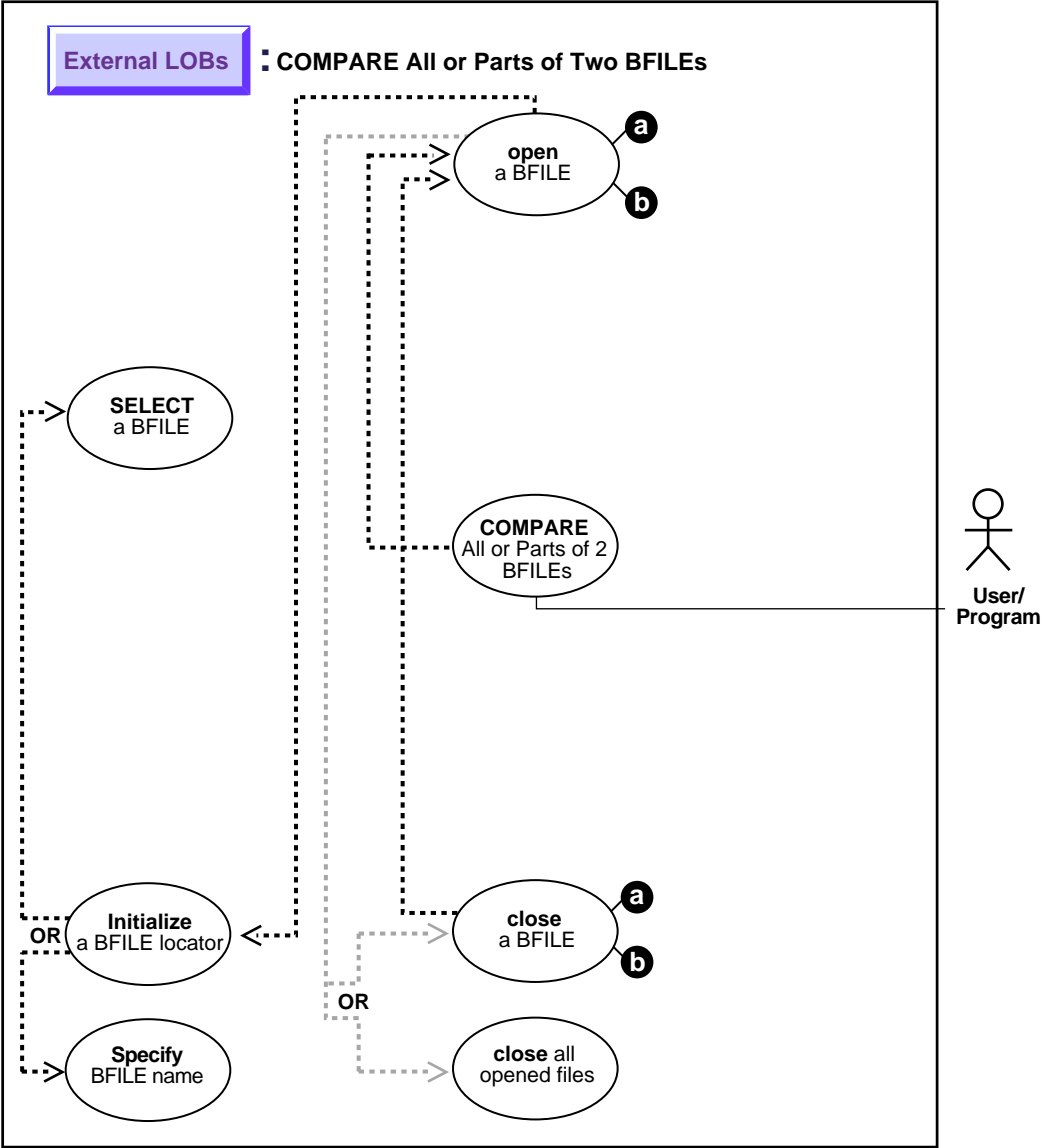 External LOBs : COMPARE All or Parts of Two BFILEs
a
open
a BFILE
b
SELECT
a BFILE
COMPARE
All or Parts of 2
BFILEs
User/
Program
a
Initialize
a BFILE locator
OR
close
a BFILE
b
OR
Specify
BFILE name
close all
opened files